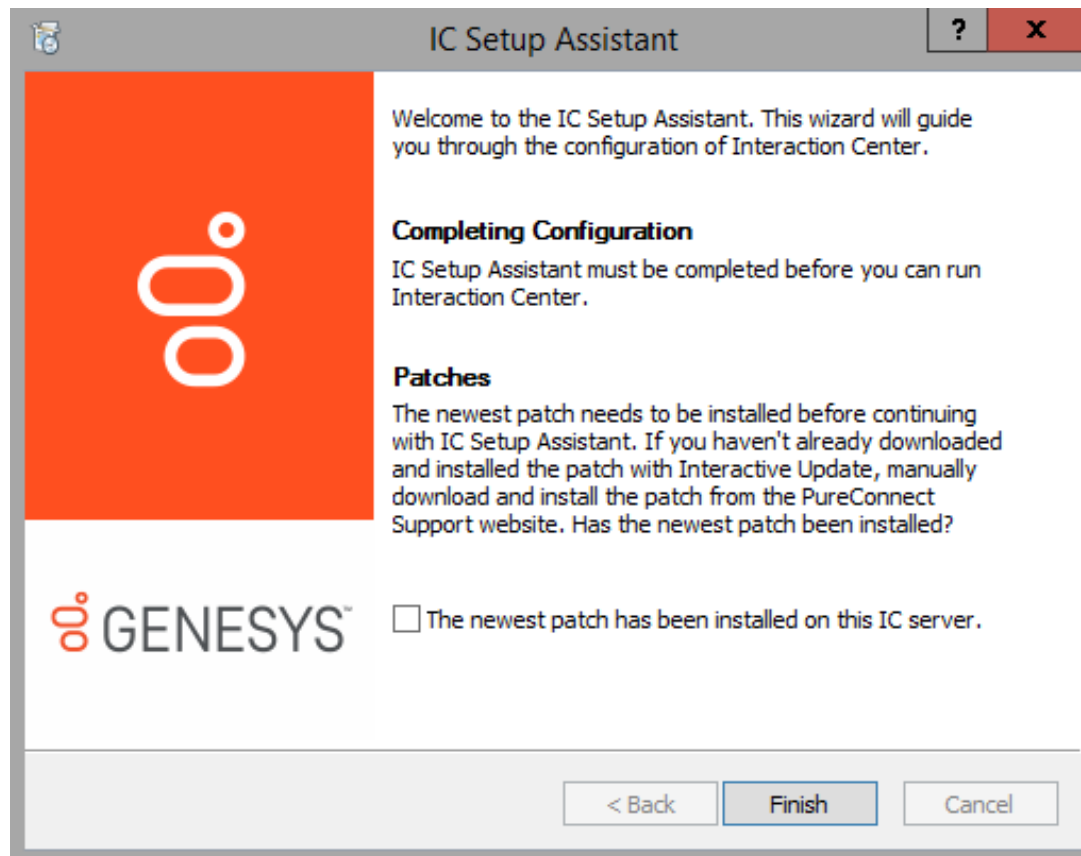 IC Setup Assistant
?
x
Welcome to the IC Setup Assistant. This wizard will guide
you through the configuration of Interaction Center.
Completing Configuration
IC Setup Assistant must be completed before you can run
Interaction Center.
Patches
The newest patch needs to be installed before continuing
with IC Setup Assistant. If you haven't already downloaded
and installed the patch with Interactive Update, manually
download and install the patch from the PureConnect
Support website. Has the newest patch been installed?
GENESYS™
The newest patch has been installed on this IC server.
< Back
Finish
Cancel